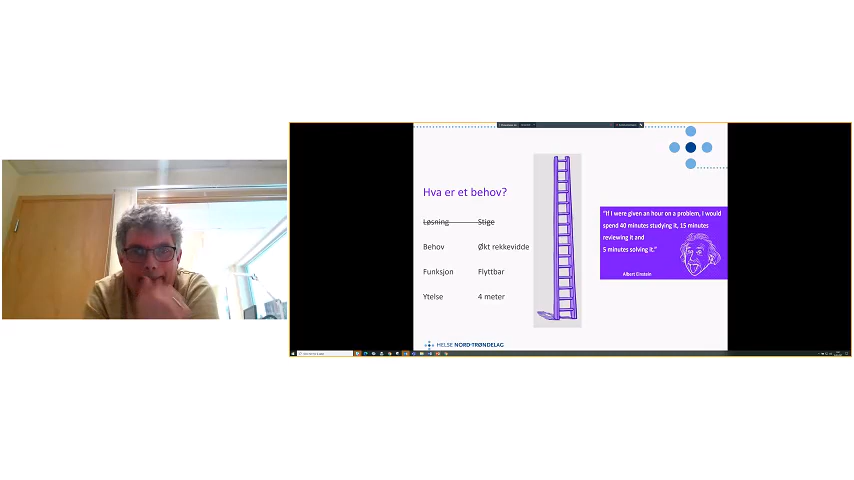 Hva er et behov?
Løsning Stige
Behov Økt rekkevidde
Funksjon Flyttbar
Ytelse 4 meter
"If I were given an hour on a problem, I would
spend 40 minutes studying it, 15 minutes
reviewing it and
5 minutes solving it."
Albert Einstein
HELSE NORD-TRØNDELAG